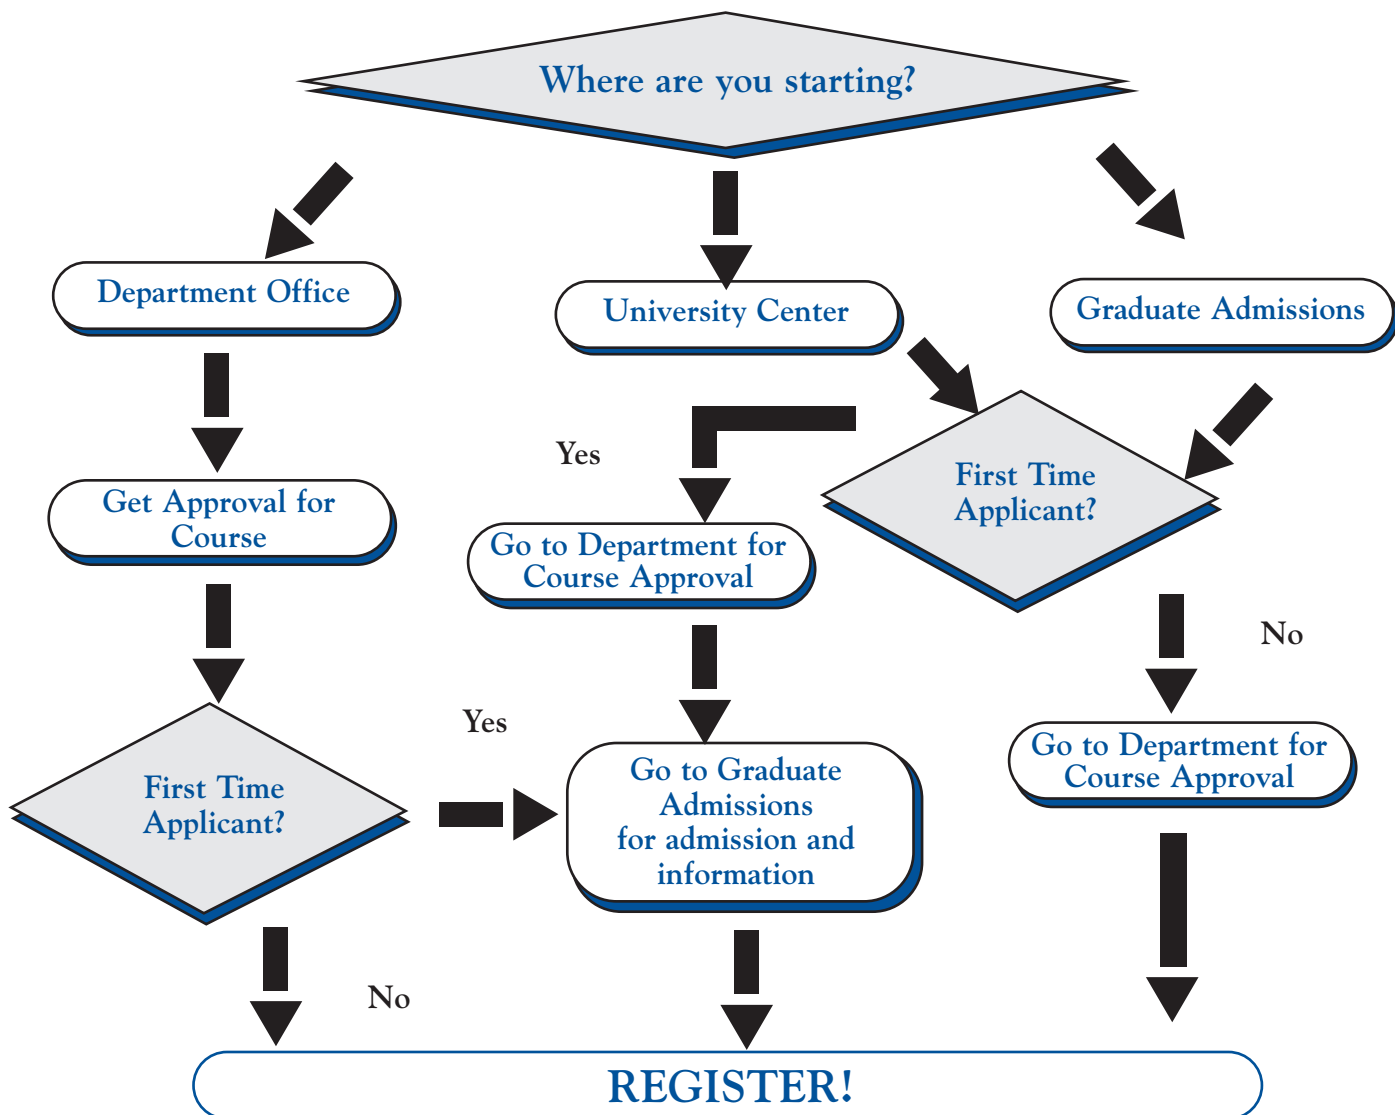 Where are you starting?
Department Office
University Center
Graduate Admissions
Get Approval for
Course
Yes
Go to Department for
Course Approval
First Time
Applicant?
No
First Time
Applicant?
Yes
Go to Graduate
Admissions
for admission and
information
Go to Department for
Course Approval
No
REGISTER!